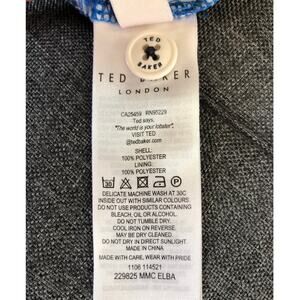 TED
BAKER
TED BAKER
LONDON
CA25459 RN95229
Ted says,
"The world is your lobster".
VISIT TED
@tedbaker.com
SHELL:
100% POLYESTER
LINING:
100% POLYESTER
30
DELICATE MACHINE WASH AT 30C
INSIDE OUT WITH SIMILAR COLOURS.
DO NOT USE PRODUCTS CONTAINING
BLEACH, OIL OR ALCOHOL.
DO NOT TUMBLE DRY.
COOL IRON ON REVERSE.
MAY BE DRY CLEANED.
DO NOT DRY IN DIRECT SUNLIGHT
MADE IN CHINA
MADE WITH CARE, WEAR WITH PRIDE
1106 114521
229825 MMC ELBA